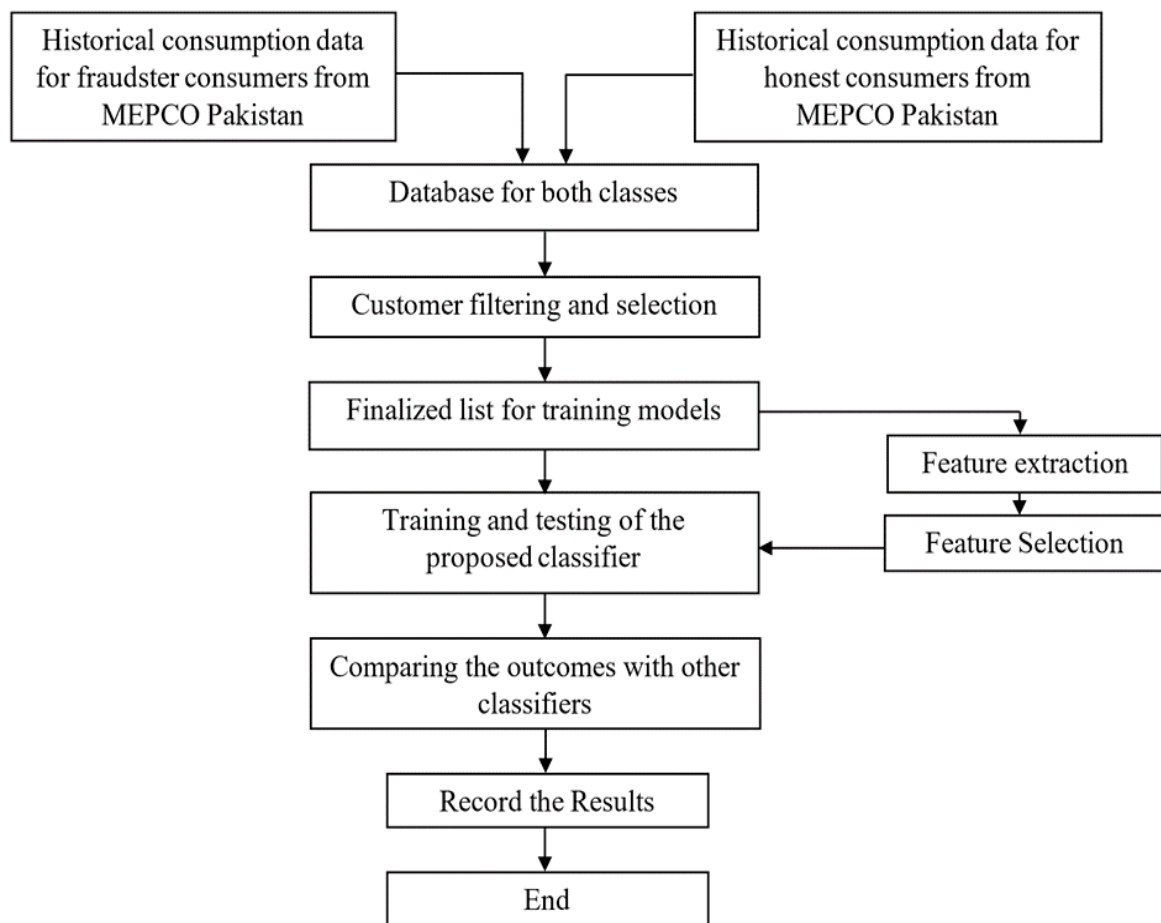 Historical consumption data
for fraudster consumers from
MEPCO Pakistan
Historical consumption data for
honest consumers from
MEPCO Pakistan
Database for both classes
Customer filtering and selection
Finalized list for training models
Feature extraction
Feature Selection
Training and testing of the
proposed classifier
Comparing the outcomes with other
classifiers
Record the Results
End